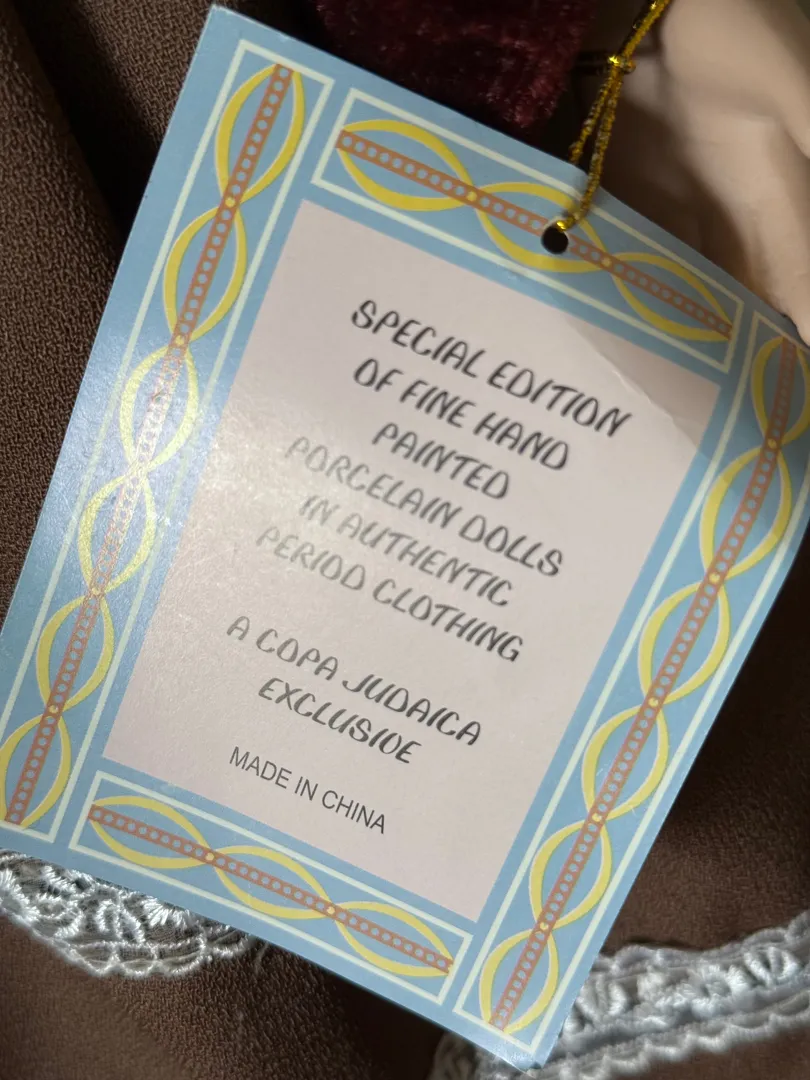 SPECIAL EDITION
OF FINE HAND
PAINTED
PORCELAIN DOLLS
IN AUTHENTIC
PERIOD CLOTHING
A COPA JUDAICA
EXCLUSIVE
MADE IN CHINA